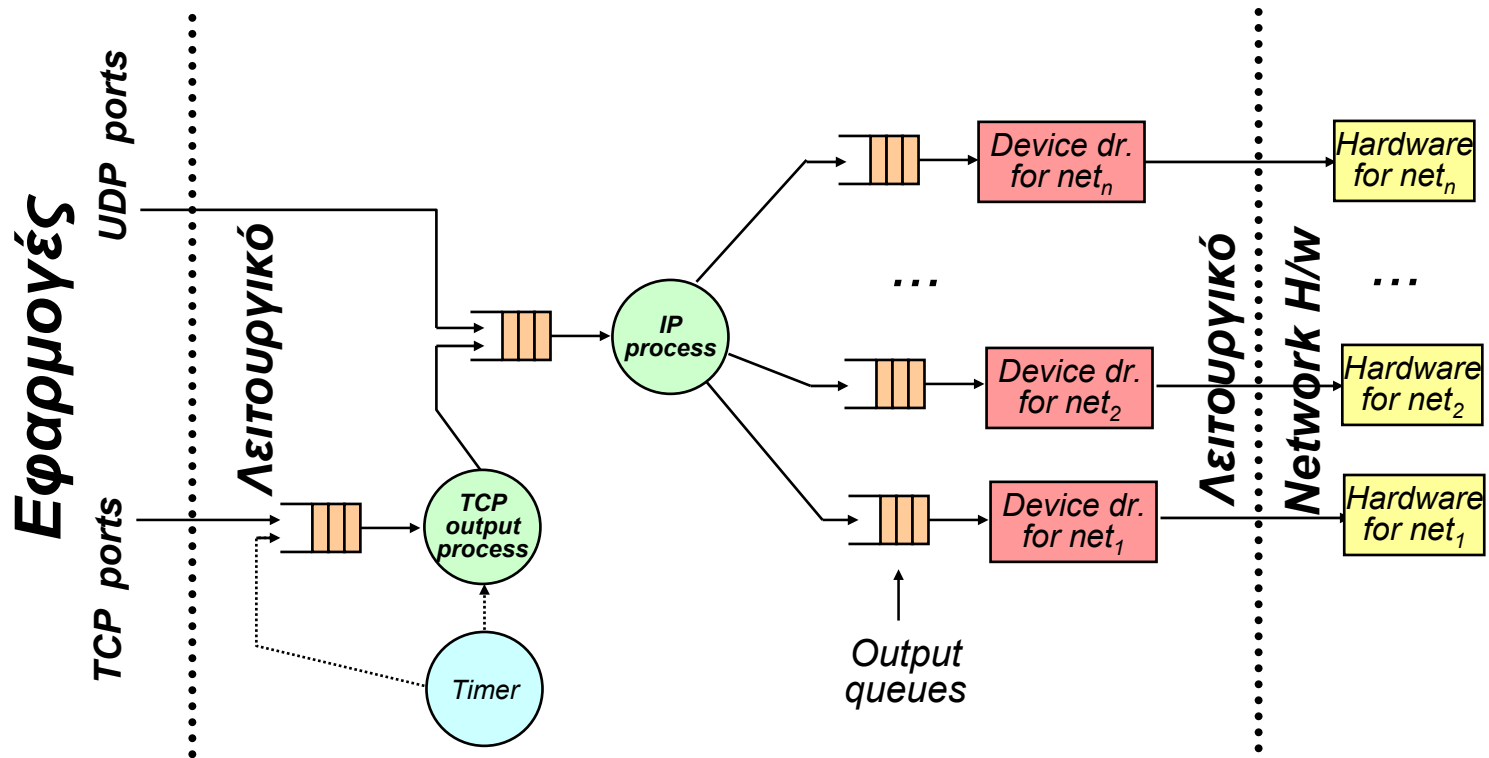 Εφαρμογές
UDP ports
TCP ports
Λειτουργικό
TCP
output
process
Timer
IP
process
Device dr.
for netn
...
Device dr.
for net2
Device dr.
for net1
Output
queues
Λειτουργικό
Network H/w
Hardware
for netn
...
Hardware
for net2
Hardware
for net1